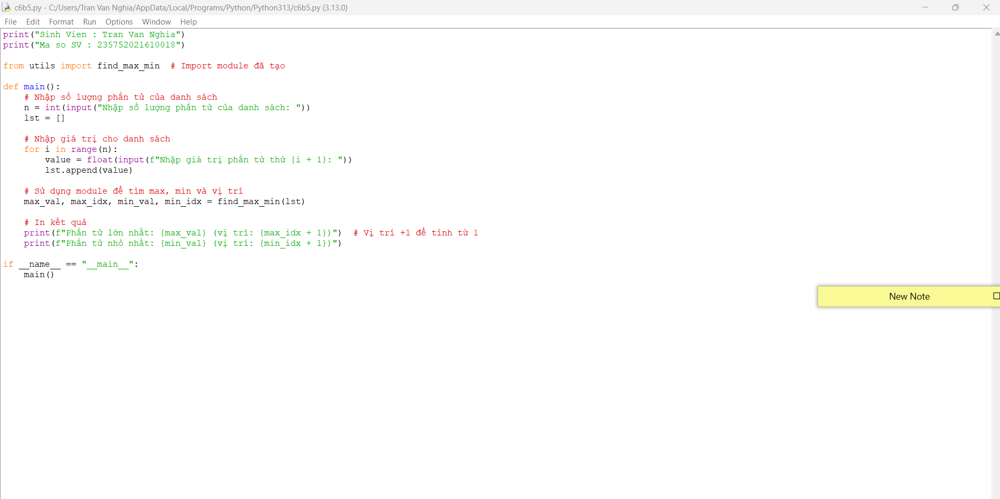 c6b5.py - C:/Users/Tran Van Nghia/AppData/Local/Programs/Python/Python313/c6b5.py (3.13.0)
File Edit Format Run Options Window Help
print("Sinh Vien : Tran Van Nghia")
print("Ma so SV : 235752021610018")

from utils import find_max_min  # Import module đã tạo

def main():
    # Nhập số lượng phần tử của danh sách
    n = int(input("Nhập số lượng phần tử của danh sách: "))
    lst = []

    # Nhập giá trị cho danh sách
    for i in range(n):
        value = float(input(f"Nhập giá trị phần tử thứ {i + 1}: "))
        lst.append(value)

    # Sử dụng module để tìm max, min và vị trí
    max_val, max_idx, min_val, min_idx = find_max_min(lst)

    # In kết quả
    print(f"Phần tử lớn nhất: {max_val} (vị trí: {max_idx + 1})")  # Vị trí +1 để tính từ 1
    print(f"Phần tử nhỏ nhất: {min_val} (vị trí: {min_idx + 1})")

if __name__ == "__main__":
    main()
New Note